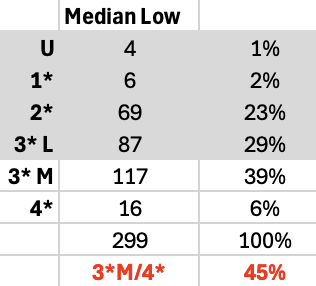 Median Low
U 4 1%
1* 6 2%
2* 69 23%
3* L 87 29%
3* M 117 39%
4* 16 6%
299 100%
3*M/4* 45%